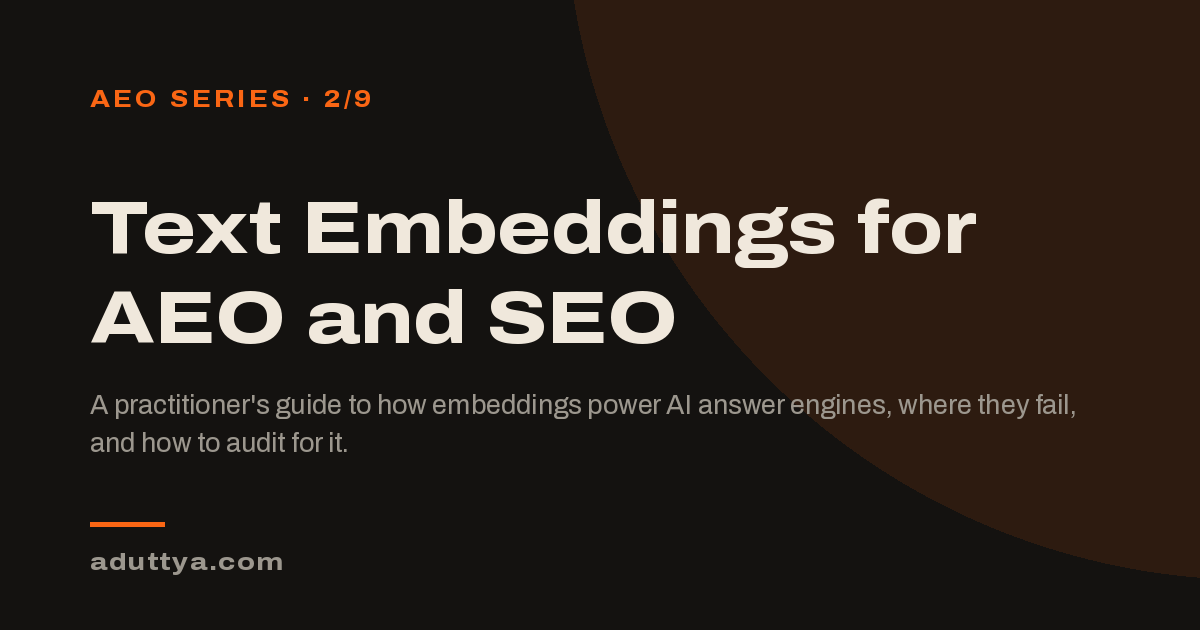 AEO SERIES · 2/9
Text Embeddings for
AEO and SEO
A practitioner's guide to how embeddings power AI answer engines, where they fail,
and how to audit for it.
aduttya.com